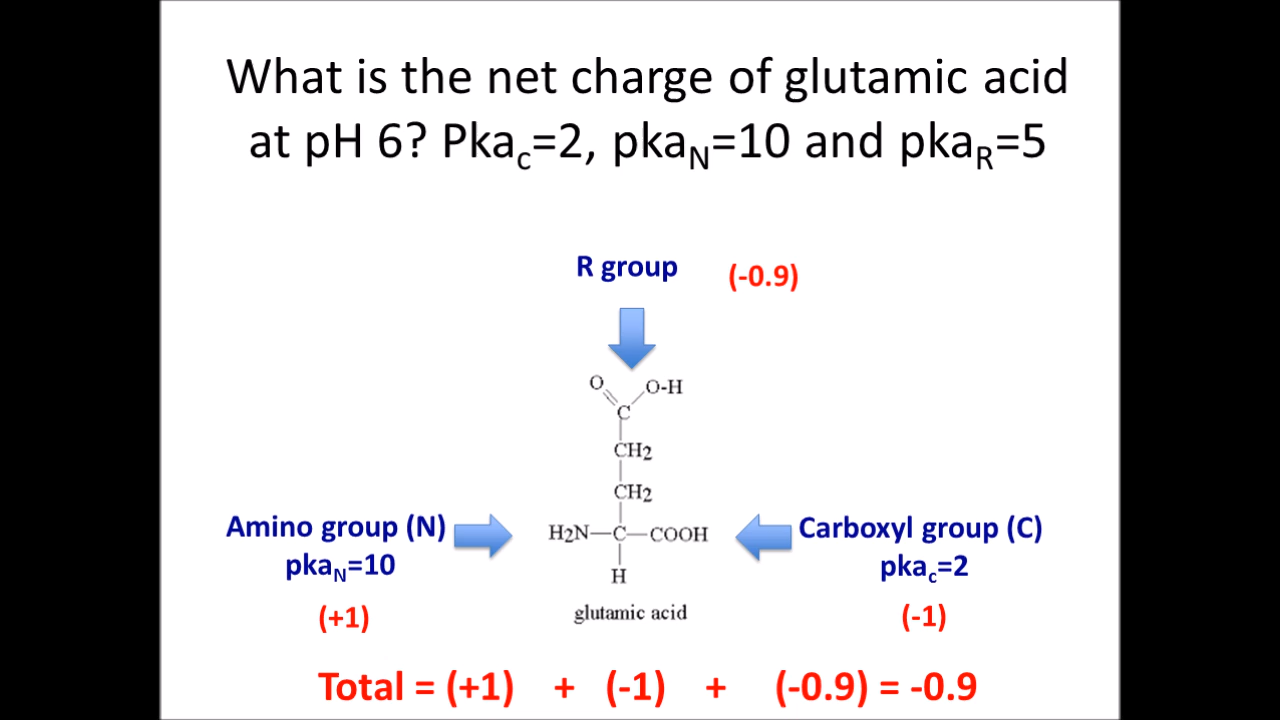 What is the net charge of glutamic acid
at pH 6? Pkac=2, pkaN=10 and pkaR=5
R group (-0.9)
O O-H
C
CH2
CH2
H2N—C—COOH
H
glutamic acid
Amino group (N)
pkaN=10
(+1)
Carboxyl group (C)
pkac=2
(-1)
Total = (+1) + (-1) + (-0.9) = -0.9